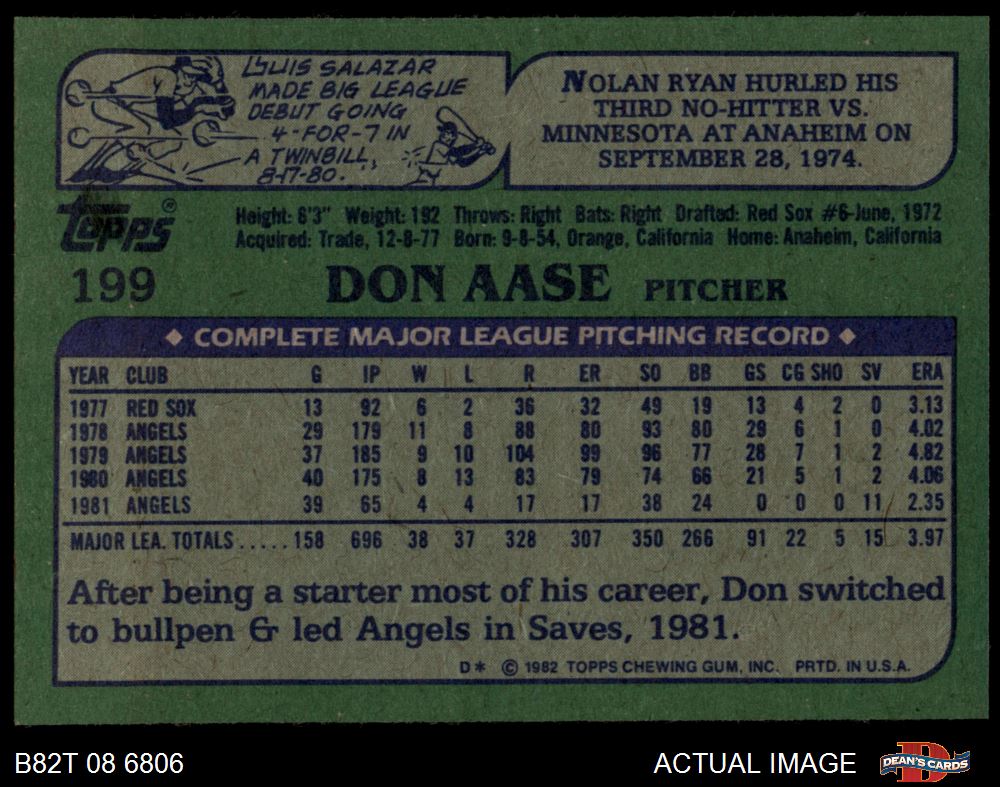 LUIS SALAZAR
MADE BIG LEAGUE
DEBUT GOING
4-FOR-7 IN
A TWINBILL,
8-17-80.
NOLAN RYAN HURLED HIS
THIRD NO-HITTER VS.
MINNESOTA AT ANAHEIM ON
SEPTEMBER 28, 1974.
topps®
Height: 6'3" Weight: 192 Throws: Right Bats: Right Drafted: Red Sox #6-June, 1972
Acquired: Trade, 12-8-77 Born: 9-8-54, Orange, California Home: Anaheim, California
199 DON AASE PITCHER
◆ COMPLETE MAJOR LEAGUE PITCHING RECORD ◆
YEAR CLUB G IP W L R ER SO BB GS CG SHO SV ERA
1977 RED SOX 13 92 6 2 36 32 49 19 13 4 2 0 3.13
1978 ANGELS 29 179 11 8 88 80 93 80 29 6 1 0 4.02
1979 ANGELS 37 185 9 10 104 99 96 77 28 7 1 2 4.82
1980 ANGELS 40 175 8 13 83 79 74 66 21 5 1 2 4.06
1981 ANGELS 39 65 4 4 17 17 38 24 0 0 0 11 2.35
MAJOR LEA. TOTALS.....158 696 38 37 328 307 350 266 91 22 5 15 3.97
After being a starter most of his career, Don switched
to bullpen & led Angels in Saves, 1981.
D* © 1982 TOPPS CHEWING GUM, INC. PRTD. IN U.S.A.
B82T 08 6806 ACTUAL IMAGE DEAN'S CARDS